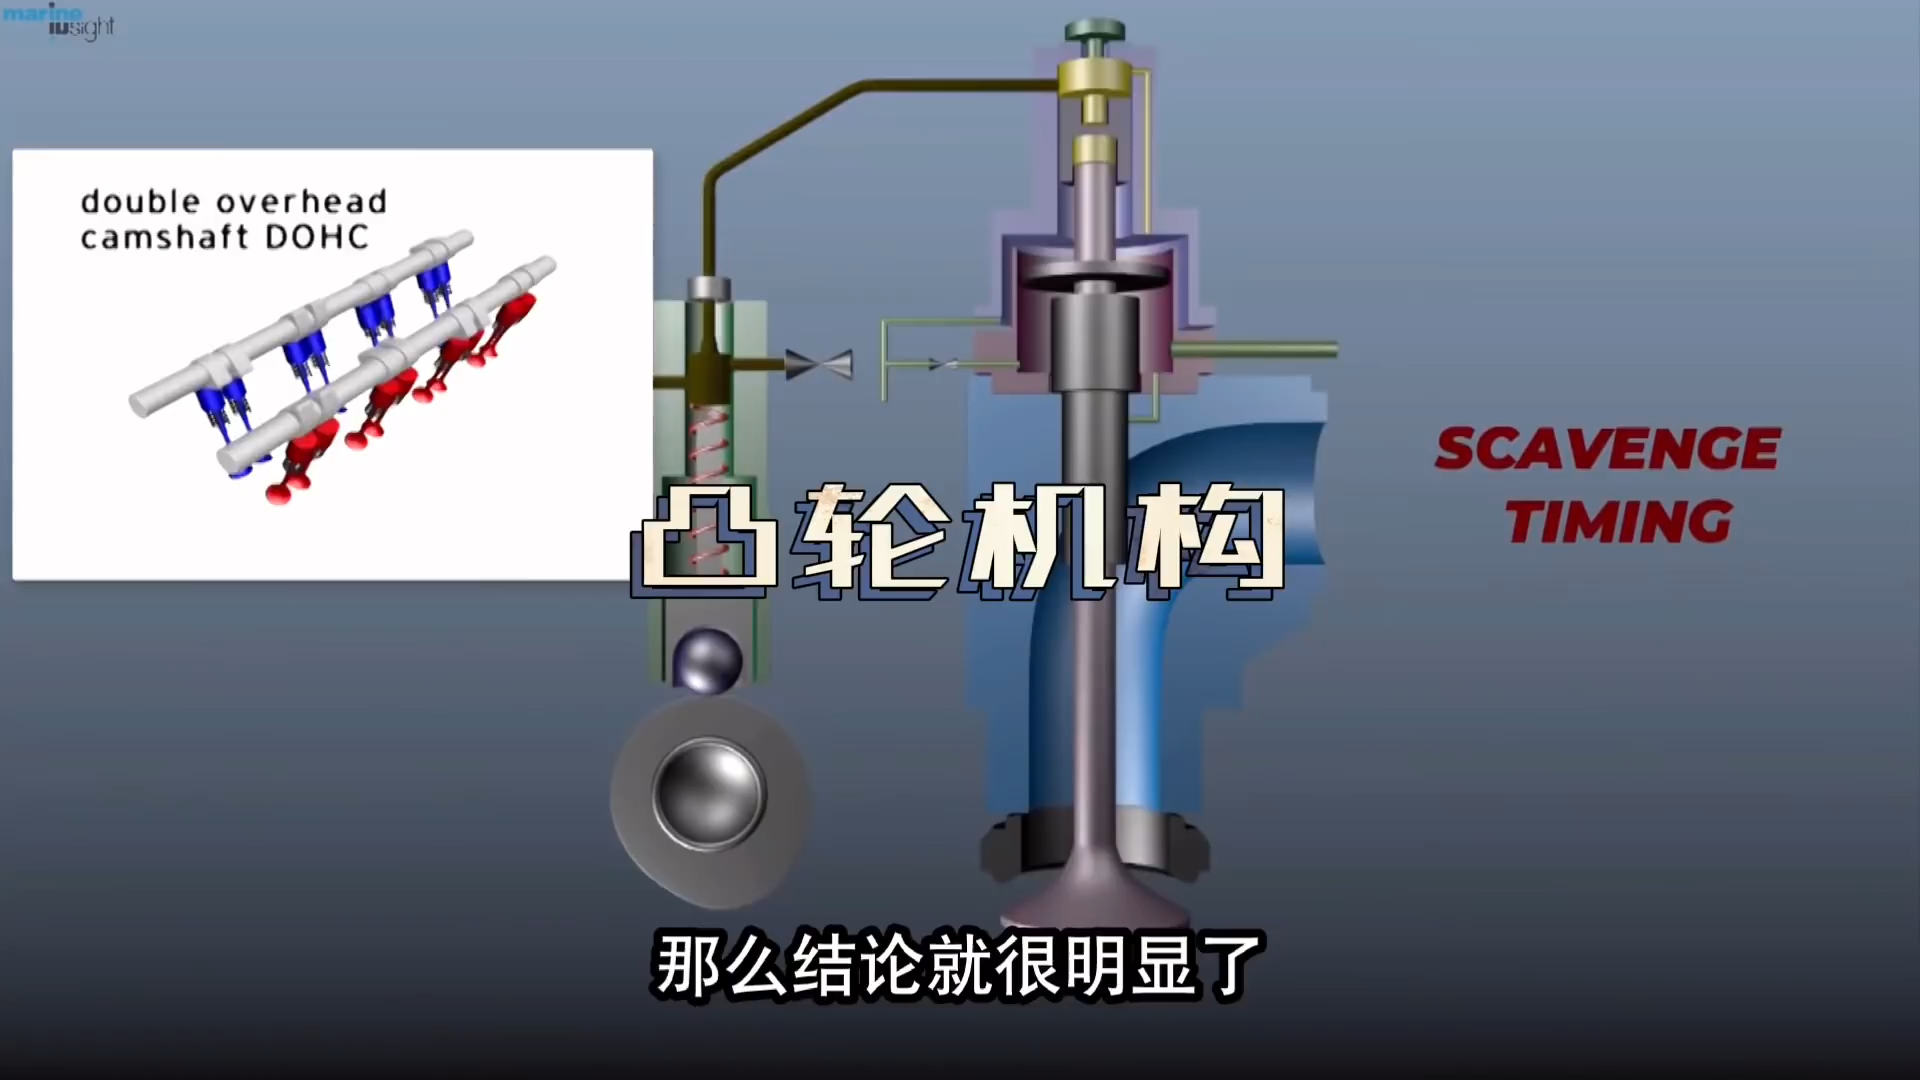 marine
insight
double overhead
camshaft DOHC
SCAVENGE
TIMING
凸轮机构
那么结论就很明显了